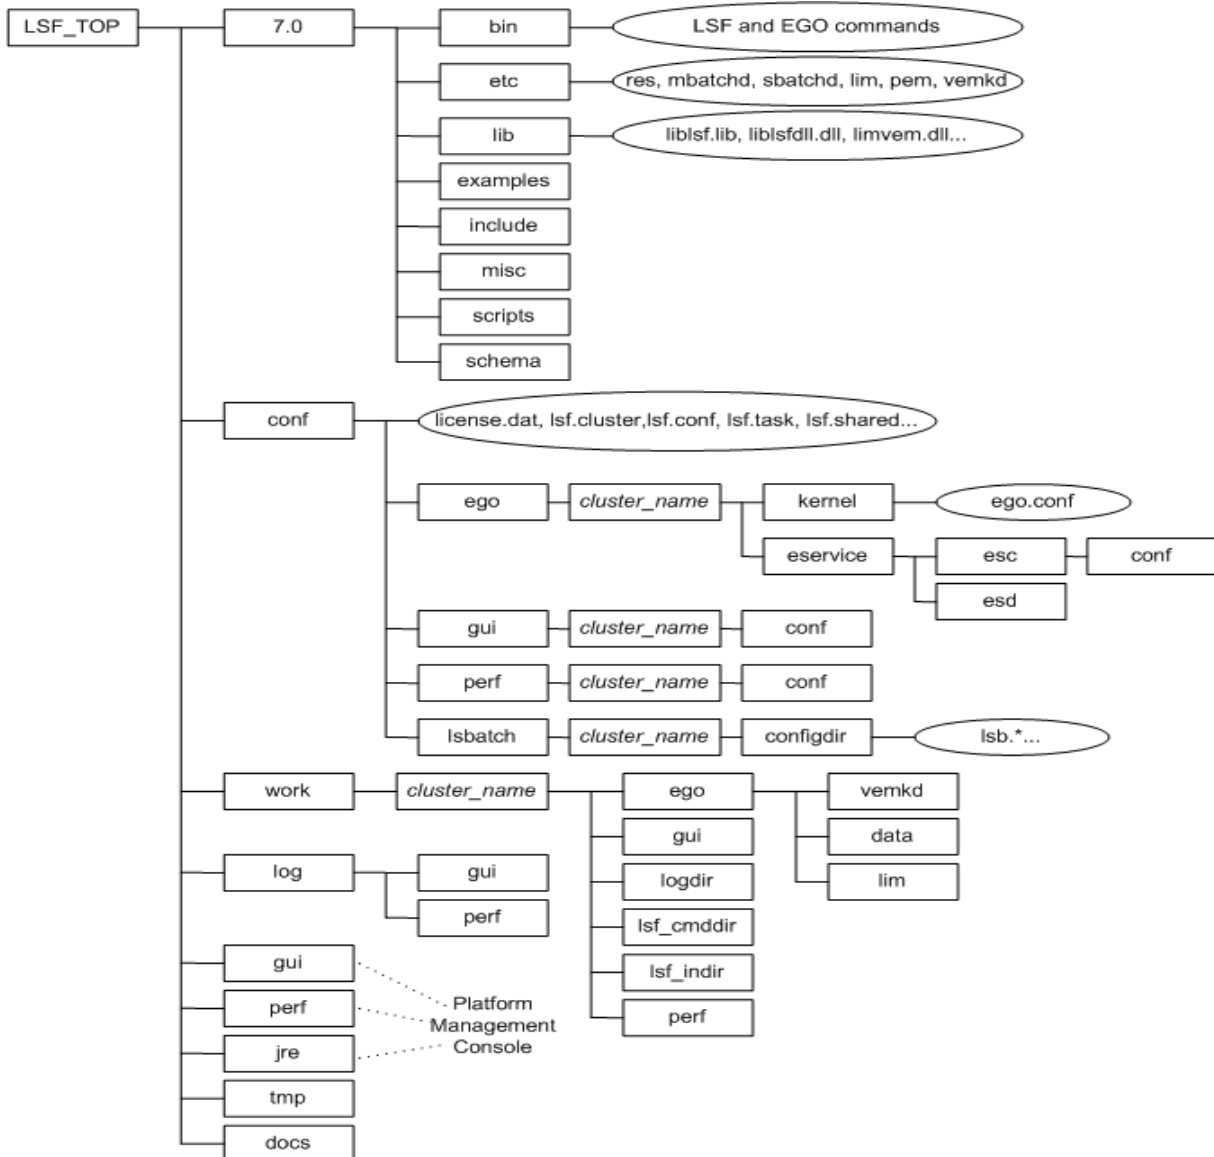 LSF_TOP
7.0
bin
LSF and EGO commands
etc
res, mbatchd, sbatchd, lim, pem, vemkd
lib
liblsf.lib, liblsfdll.dll, limvem.dll...
examples
include
misc
scripts
schema
conf
license.dat, lsf.cluster,lsf.conf, lsf.task, lsf.shared...
ego
cluster_name
kernel
ego.conf
eservice
esc
conf
esd
gui
cluster_name
conf
perf
cluster_name
conf
lsbatch
cluster_name
configdir
lsb.*...
work
cluster_name
ego
vemkd
gui
data
logdir
lim
lsf_cmddir
lsf_indir
perf
log
gui
perf
gui
perf
jre
Platform
Management
Console
tmp
docs